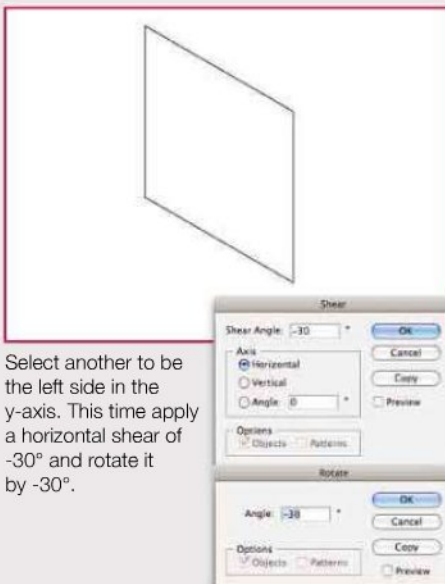 Shear
Shear Angle: -30 °
OK
Axis
Horizontal
Cancel
Vertical
Copy
Angle: 0 °
Preview
Options
Objects Patterns
Select another to be
the left side in the
y-axis. This time apply
a horizontal shear of
-30° and rotate it
by -30°.
Rotate
Angle: -30 °
OK
Cancel
Options
Objects Patterns
Copy
Preview